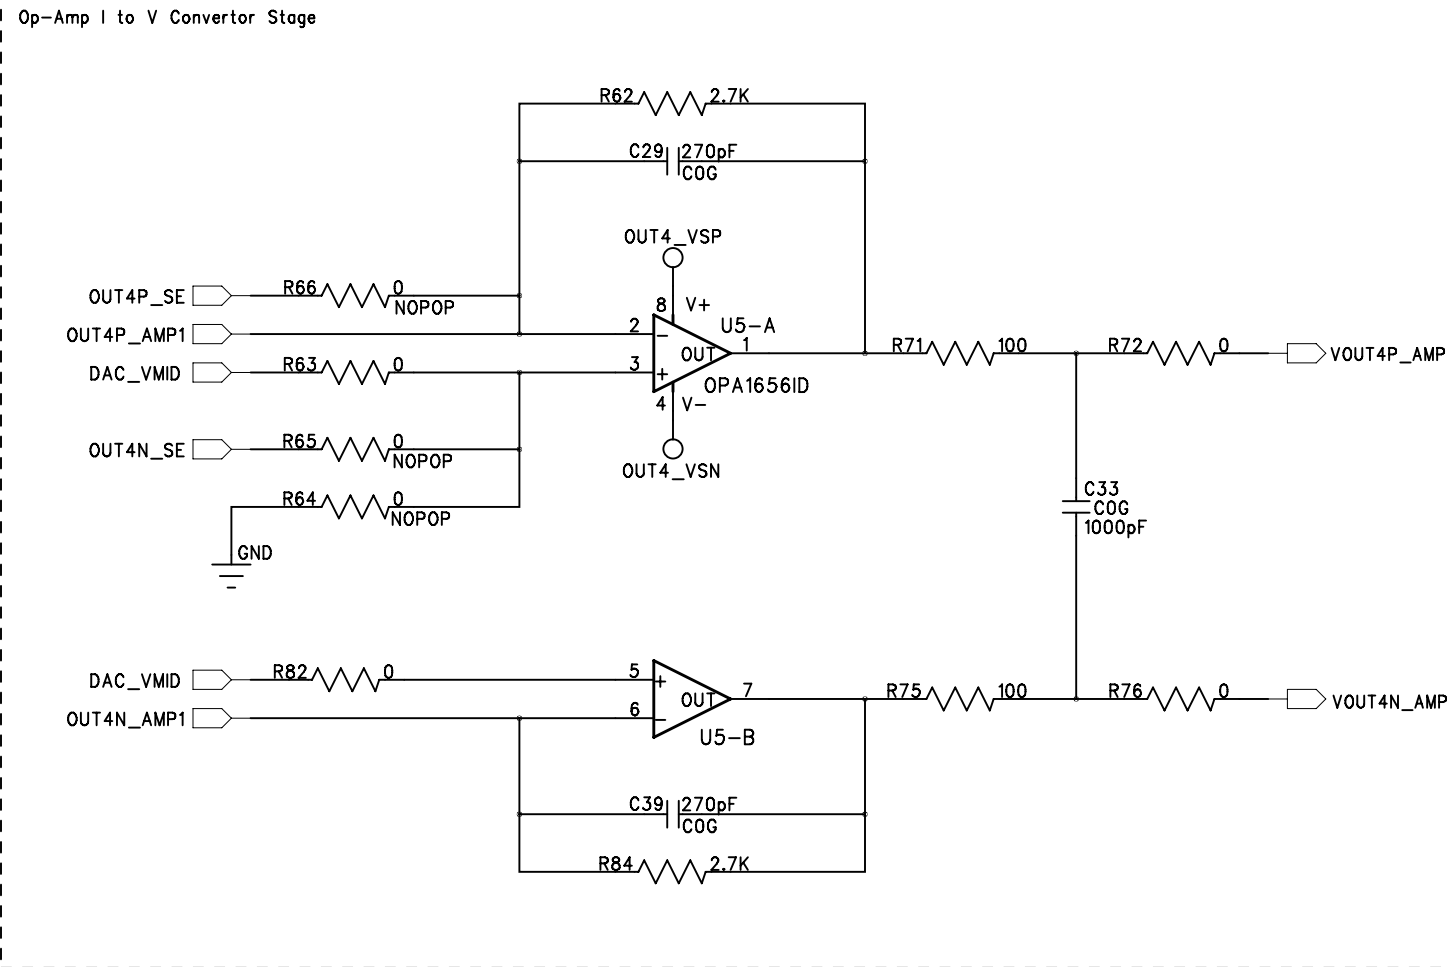 Op-Amp I to V Convertor Stage
R62 2.7K
C29 270pF
COG
OUT4_VSP
OUT4P_SE R66 0
NOPOP
8 V+
OUT4P_AMP1 2 - U5-A
OUT 1 R71 100 R72 0 VOUT4P_AMP
DAC_VMID R63 0 3 +
OPA1656ID
4 V-
OUT4N_SE R65 0
NOPOP
OUT4_VSN
R64 0
NOPOP
C33
COG
1000pF
GND
DAC_VMID R82 0 5 +
OUT 7 R75 100 R76 0 VOUT4N_AMP
OUT4N_AMP1 6 -
U5-B
C39 270pF
COG
R84 2.7K